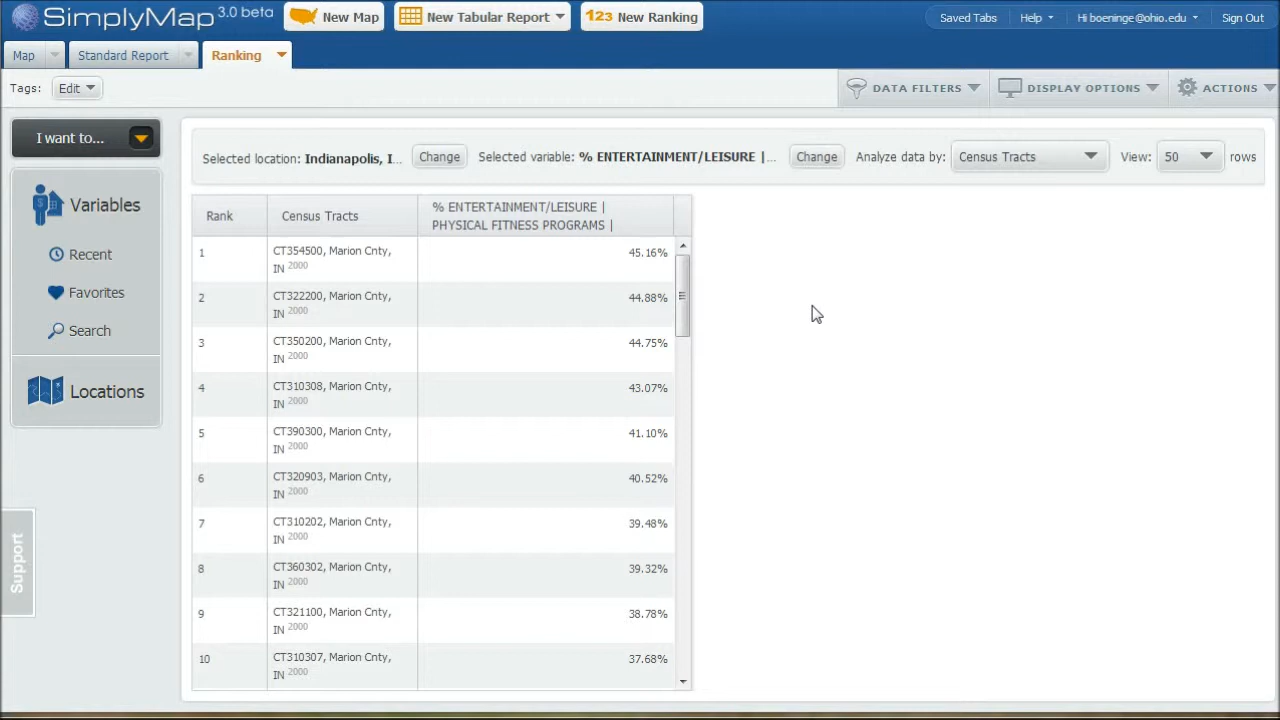 SimplyMap 3.0 beta
New Map
New Tabular Report
123 New Ranking
Saved Tabs
Help
Hi boeninge@ohio.edu
Sign Out
Map
Standard Report
Ranking
Tags:
Edit
DATA FILTERS
DISPLAY OPTIONS
ACTIONS
I want to...
Variables
Recent
Favorites
Search
Locations
Support
Selected location: Indianapolis, I...
Change
Selected variable: % ENTERTAINMENT/LEISURE |...
Change
Analyze data by:
Census Tracts
View:
50
rows
Rank
Census Tracts
% ENTERTAINMENT/LEISURE |
PHYSICAL FITNESS PROGRAMS |
1
CT354500, Marion Cnty,
IN 2000
45.16%
2
CT322200, Marion Cnty,
IN 2000
44.88%
3
CT350200, Marion Cnty,
IN 2000
44.75%
4
CT310308, Marion Cnty,
IN 2000
43.07%
5
CT390300, Marion Cnty,
IN 2000
41.10%
6
CT320903, Marion Cnty,
IN 2000
40.52%
7
CT310202, Marion Cnty,
IN 2000
39.48%
8
CT360302, Marion Cnty,
IN 2000
39.32%
9
CT321100, Marion Cnty,
IN 2000
38.78%
10
CT310307, Marion Cnty,
IN 2000
37.68%